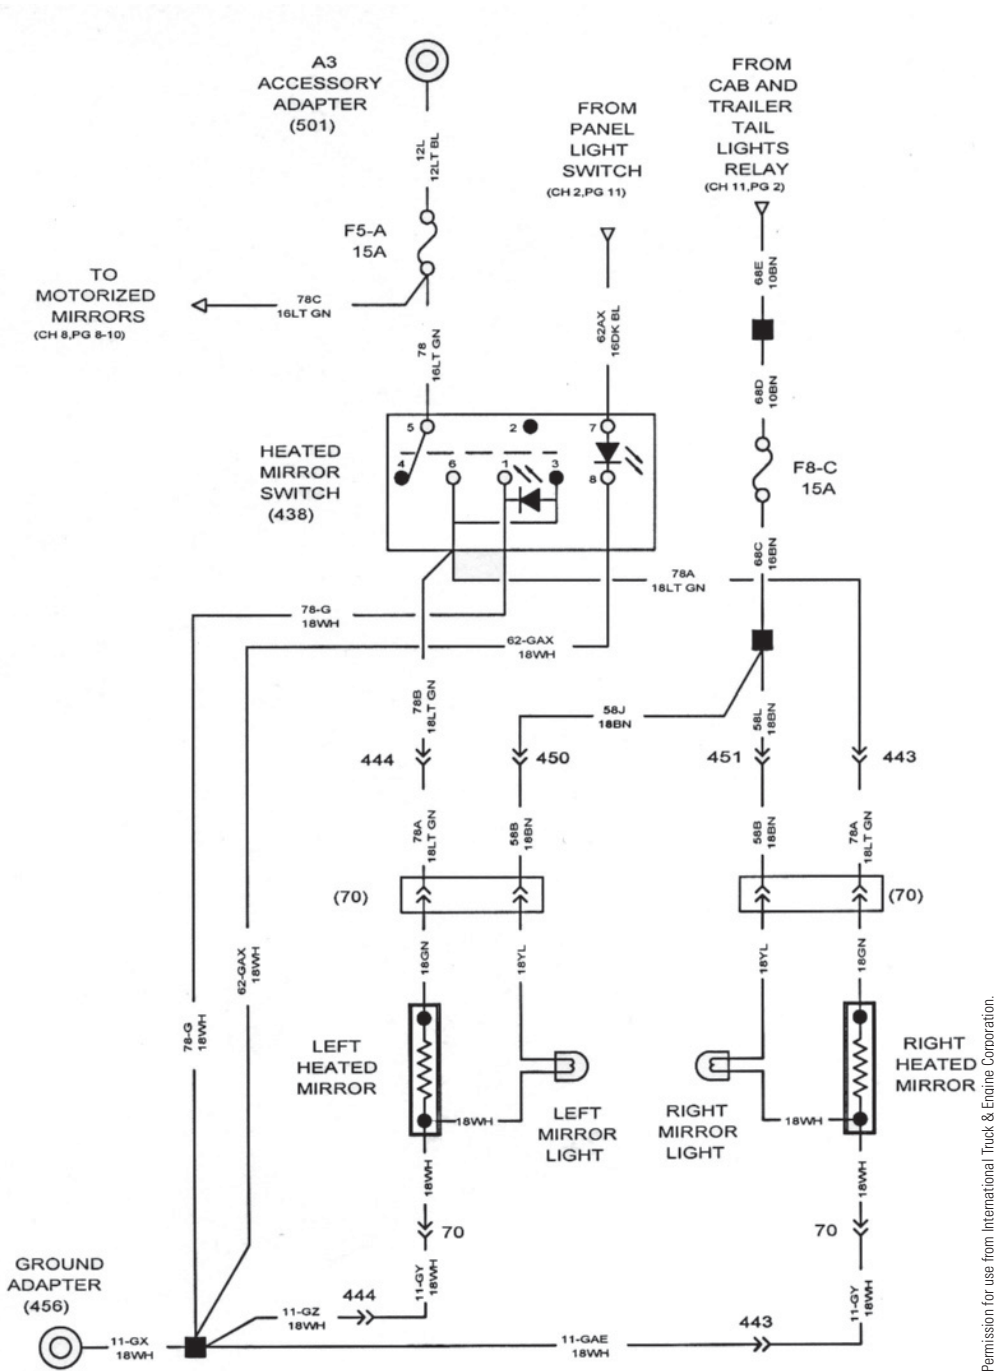 A3
ACCESSORY
ADAPTER
(501)
12L
12LT BL
F5-A
15A
FROM
PANEL
LIGHT
SWITCH
(CH 2,PG 11)
FROM
CAB AND
TRAILER
TAIL
LIGHTS
RELAY
(CH 11,PG 2)
TO
MOTORIZED
MIRRORS
(CH 8,PG 8-10)
78C
16LT GN
78
16LT GN
62AX
16DK BL
68E
10BN
68D
10BN
F8-C
15A
68C
16BN
HEATED
MIRROR
SWITCH
(438)
5
2
7
4
6
1
3
8
78A
18LT GN
78-G
18WH
62-GAX
18WH
78B
18LT GN
58J
18BN
58L
18BN
444
450
451
443
78A
18LT GN
58B
18BN
58B
18BN
78A
18LT GN
(70)
(70)
18GN
18YL
18YL
18GN
62-GAX
18WH
78-G
18WH
LEFT
HEATED
MIRROR
RIGHT
HEATED
MIRROR
18WH
LEFT
MIRROR
LIGHT
RIGHT
MIRROR
LIGHT
18WH
18WH
18WH
70
70
11-GY
18WH
11-GY
18WH
GROUND
ADAPTER
(456)
11-GX
18WH
11-GZ
18WH
444
11-GAE
18WH
443
Permission for use from International Truck & Engine Corporation.